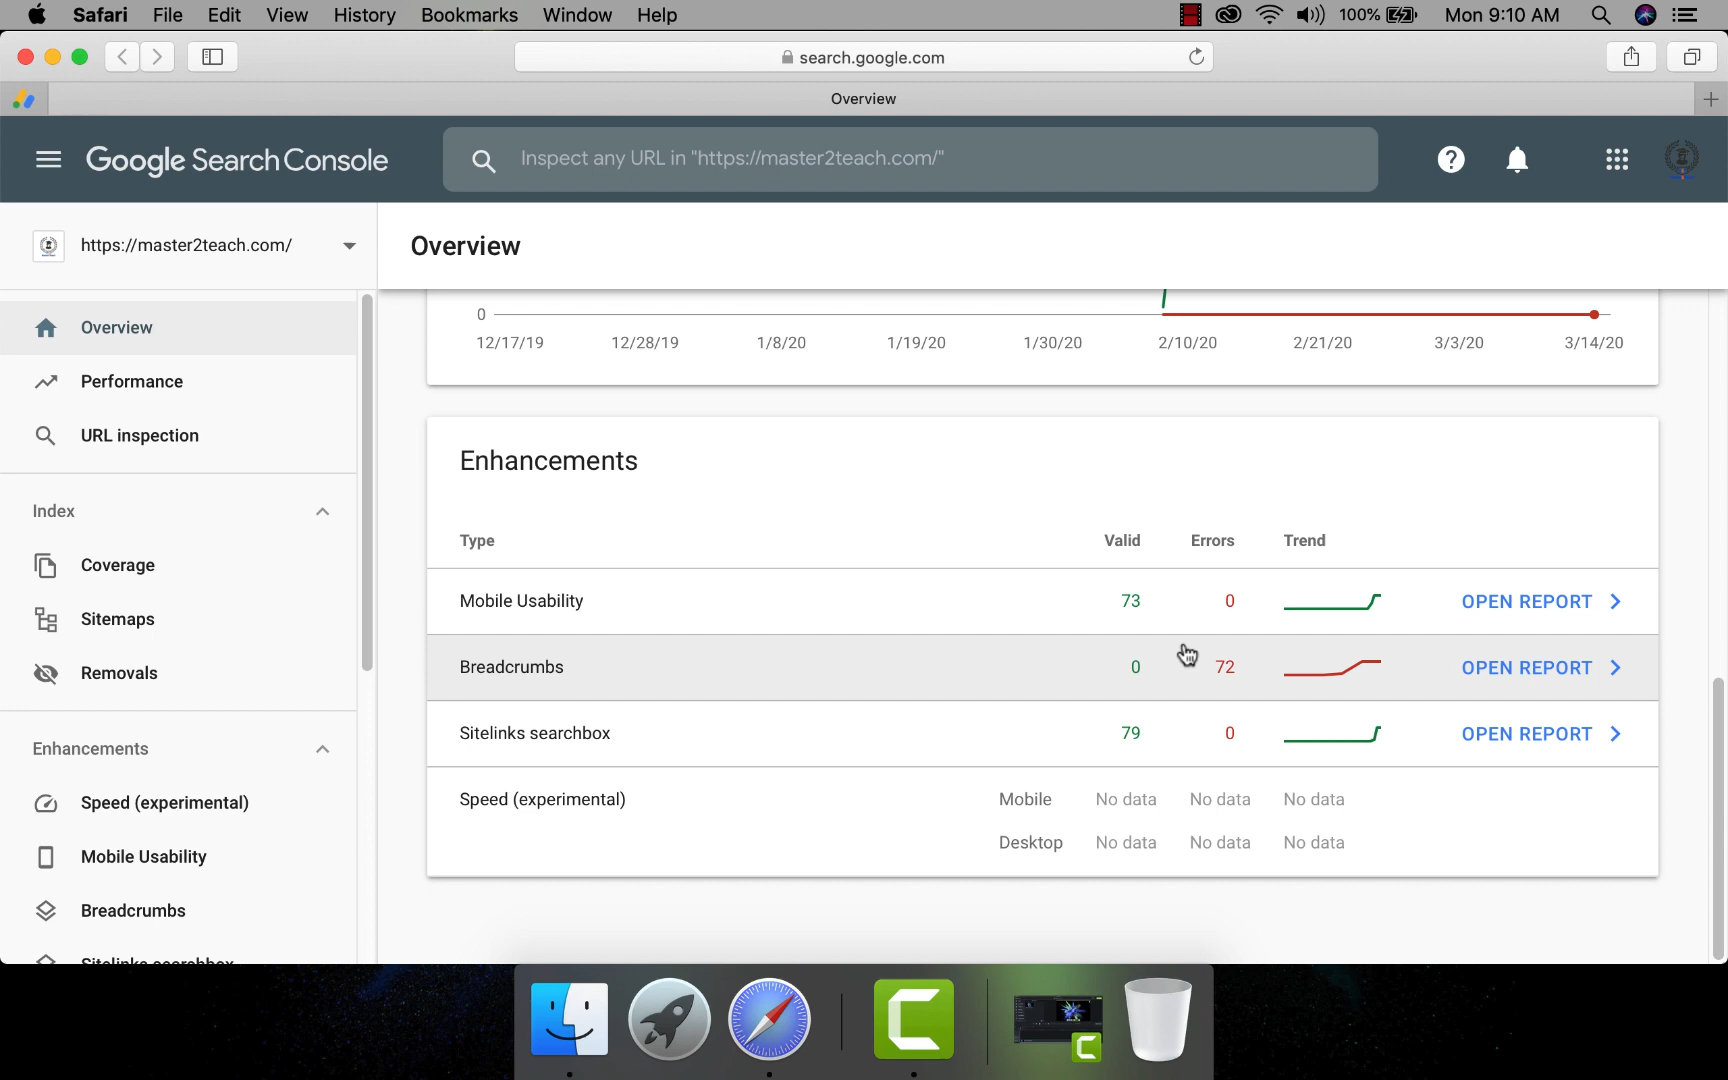 Safari File Edit View History Bookmarks Window Help 100% Mon 9:10 AM
search.google.com
Overview
Google Search Console
Inspect any URL in "https://master2teach.com/"
https://master2teach.com/
Overview
Overview
Performance
URL inspection
Index
Coverage
Sitemaps
Removals
Enhancements
Speed (experimental)
Mobile Usability
Breadcrumbs
Sitelinks searchbox
0
12/17/19 12/28/19 1/8/20 1/19/20 1/30/20 2/10/20 2/21/20 3/3/20 3/14/20
Enhancements
Type Valid Errors Trend
Mobile Usability 73 0 OPEN REPORT
Breadcrumbs 0 72 OPEN REPORT
Sitelinks searchbox 79 0 OPEN REPORT
Speed (experimental) Mobile No data No data No data
Desktop No data No data No data